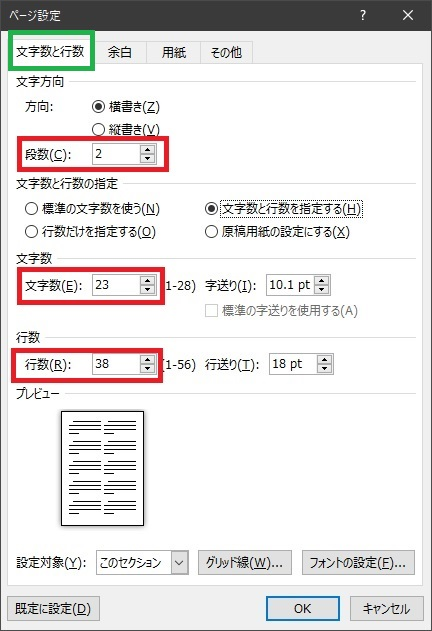 ページ設定
文字数と行数 余白 用紙 その他
文字方向
方向: 横書き(Z)
縦書き(V)
段数(C): 2
文字数と行数の指定
標準の文字数を使う(N) 文字数と行数を指定する(H)
行数だけを指定する(O) 原稿用紙の設定にする(X)
文字数
文字数(E): 23 (1-28) 字送り(I): 10.1 pt
標準の字送りを使用する(A)
行数
行数(R): 38 (1-56) 行送り(T): 18 pt
プレビュー
設定対象(Y): このセクション グリッド線(W)... フォントの設定(F)...
既定に設定(D) OK キャンセル